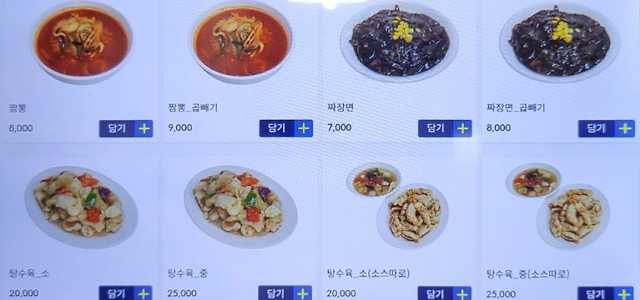 짬뽕
8,000 담기 +
짬뽕_곱빼기
9,000 담기 +
짜장면
7,000 담기 +
짜장면_곱빼기
8,000 담기 +
탕수육_소
20,000 담기 +
탕수육_중
25,000 담기 +
탕수육_소(소스따로)
20,000 담기 +
탕수육_중(소스따로)
25,000 담기 +